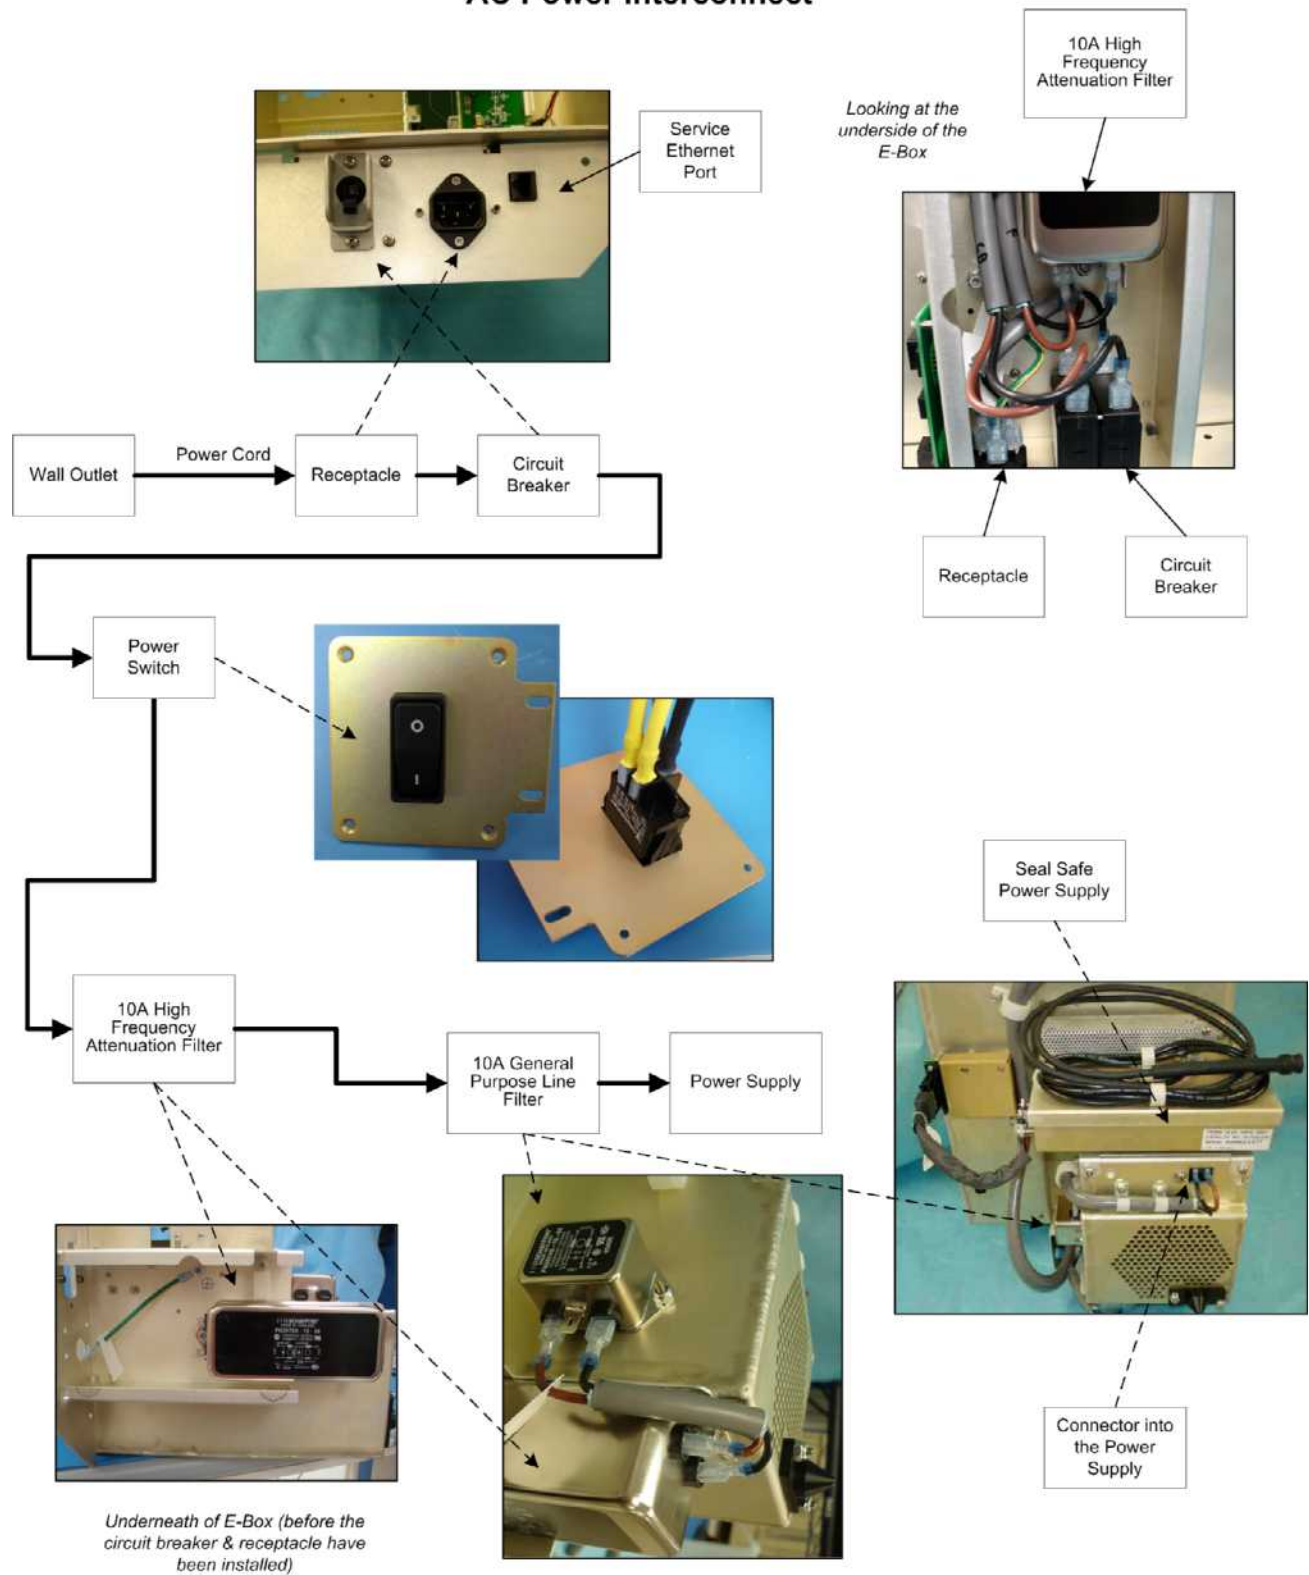 AC Power Interconnect
10A High
Frequency
Attenuation Filter
Looking at the
underside of the
E-Box
Service
Ethernet
Port
Wall Outlet
Power Cord
Receptacle
Circuit
Breaker
Receptacle
Circuit
Breaker
Power
Switch
Seal Safe
Power Supply
10A High
Frequency
Attenuation Filter
10A General
Purpose Line
Filter
Power Supply
Connector into
the Power
Supply
Underneath of E-Box (before the
circuit breaker & receptacle have
been installed)